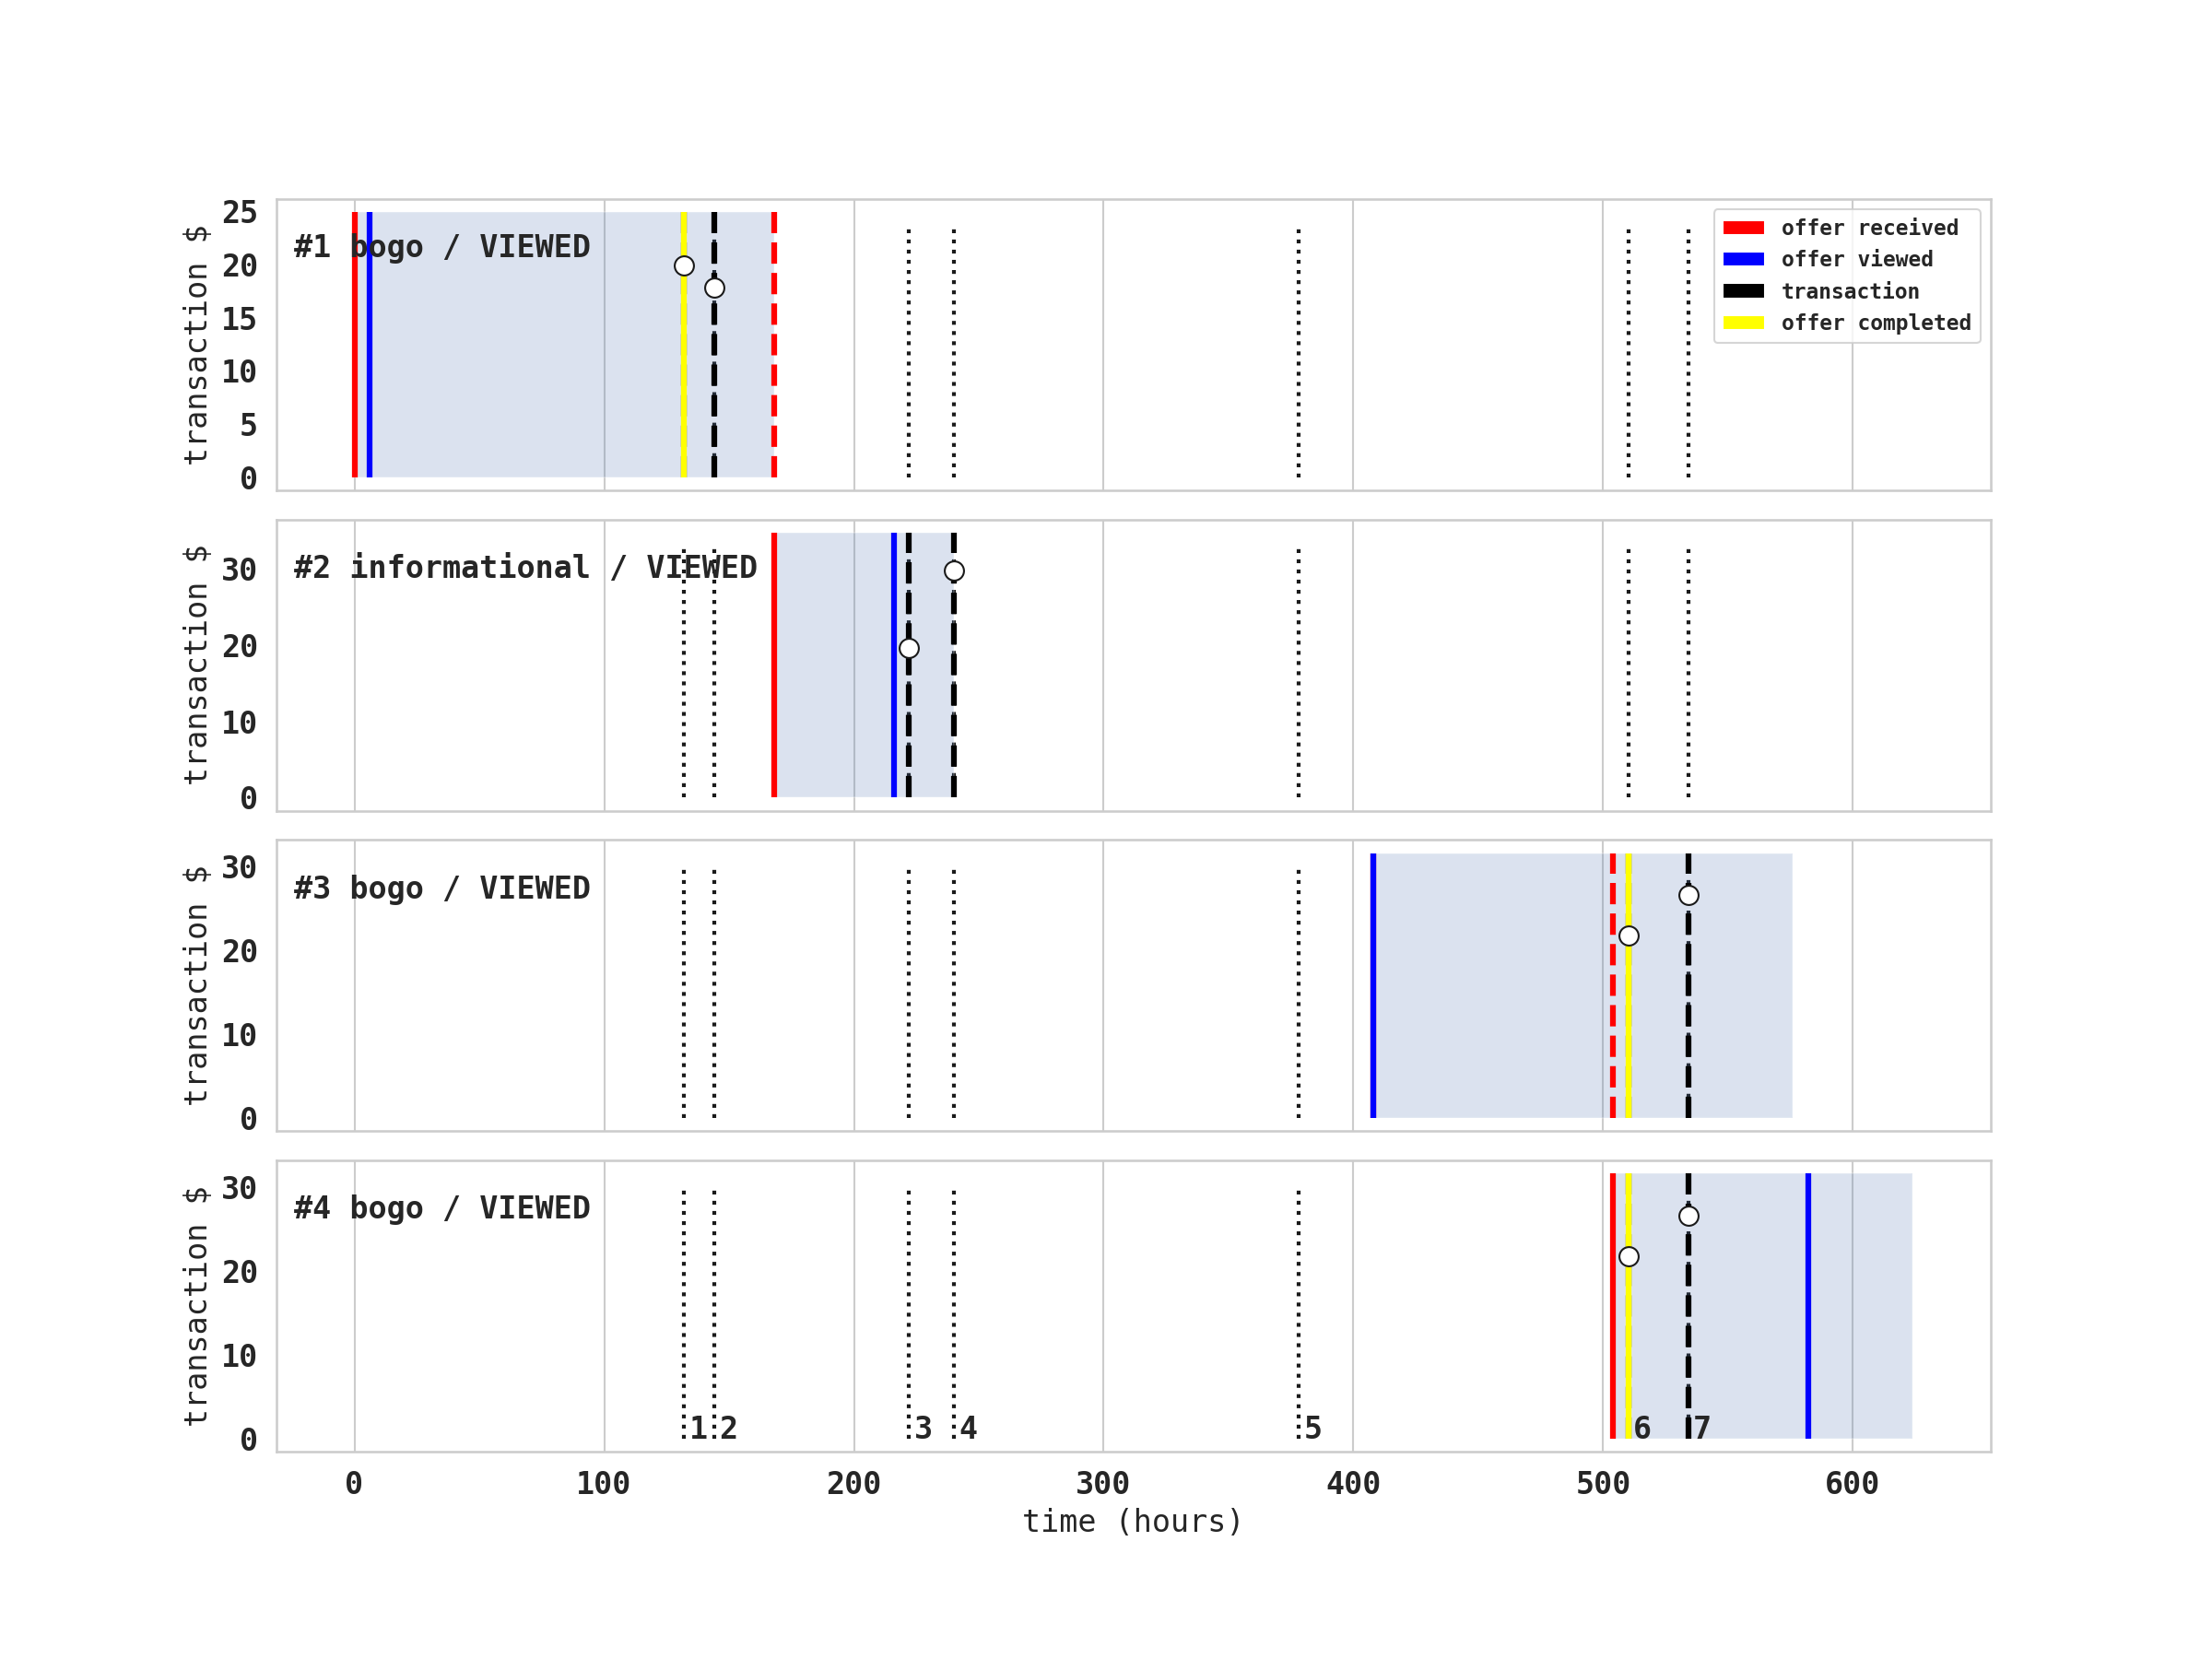 transaction $
25
20
15
10
5
0
#1 bogo / VIEWED
offer received
offer viewed
transaction
offer completed
transaction $
30
20
10
0
#2 informational / VIEWED
transaction $
30
20
10
0
#3 bogo / VIEWED
transaction $
30
20
10
0
#4 bogo / VIEWED
1 2 3 4 5 6 7
0 100 200 300 400 500 600
time (hours)